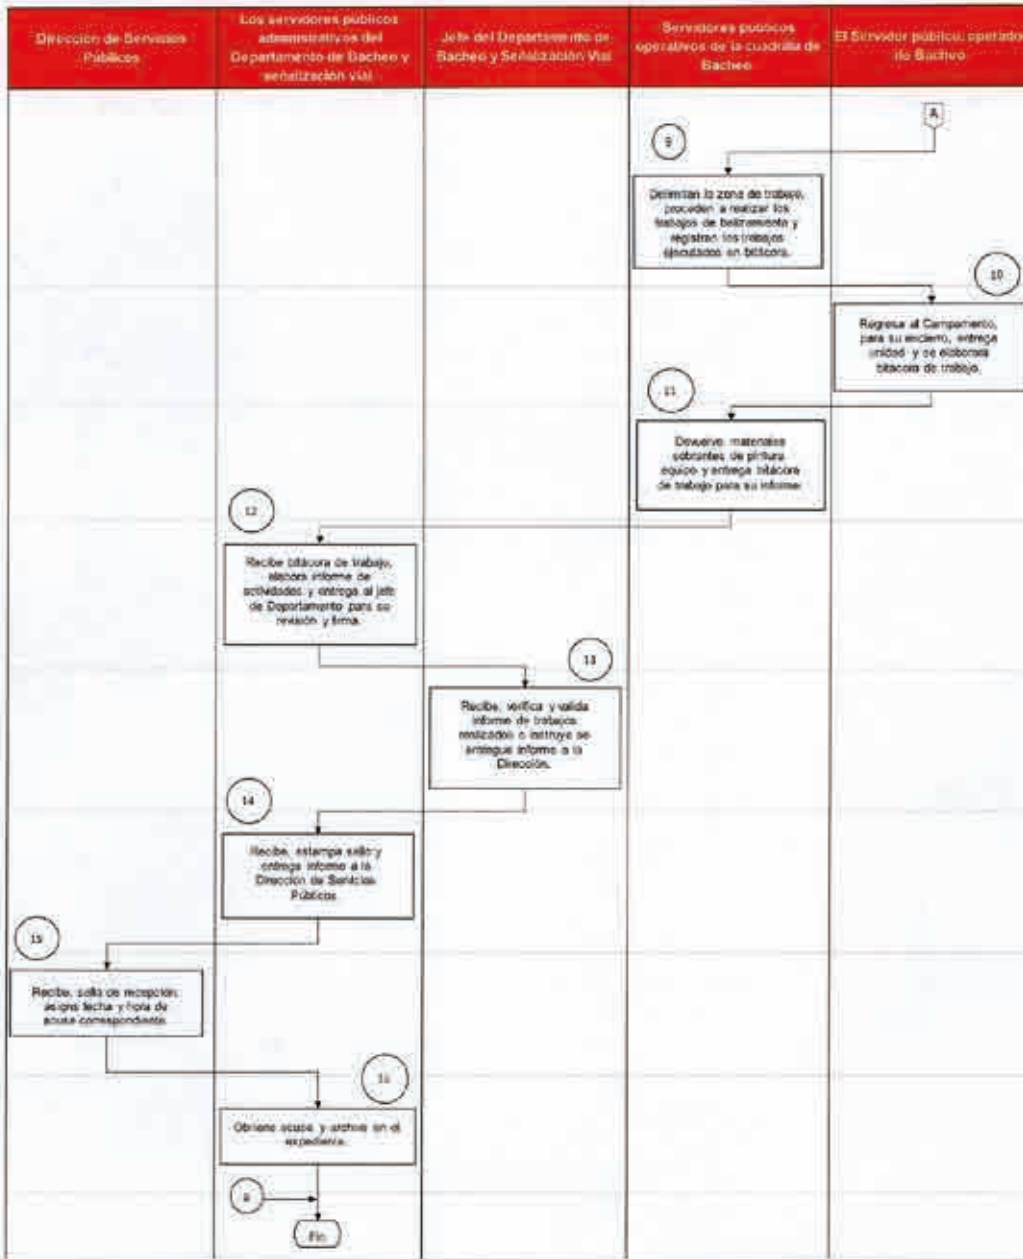 Dirección de Servicios
Públicos
Los servidores públicos
administrativos del
Departamento de Bacheo y
señalización vial
Jefe del Departamento de
Bacheo y Señalización Vial
Servidores públicos
operativos de la cuadrilla de
Bacheo
El Servidor público, operador
de Bacheo
A
9
Delimitan la zona de trabajo,
proceden a realizar los
trabajos de balizamiento y
registran los trabajos
ejecutados en bitácora.
10
Regresa al Campamento,
para su encierro, entrega
unidad y se elabora
bitácora de trabajo.
11
Devuelve, materiales
sobrantes de pintura
equipo y entrega bitácora
de trabajo para su informe
12
Recibe bitácora de trabajo,
elabora informe de
actividades y entrega al jefe
de Departamento para su
revisión y firma.
13
Recibe, verifica y valida
informe de trabajos
realizados e instruye se
entregue informe a la
Dirección.
14
Recibe, estampa sello y
entrega informe a la
Dirección de Servicios
Públicos
15
Recibe, sella de recepción,
asigna fecha y hora de
acuse correspondiente
16
Obtiene acuse y archiva en el
expediente.
Fin